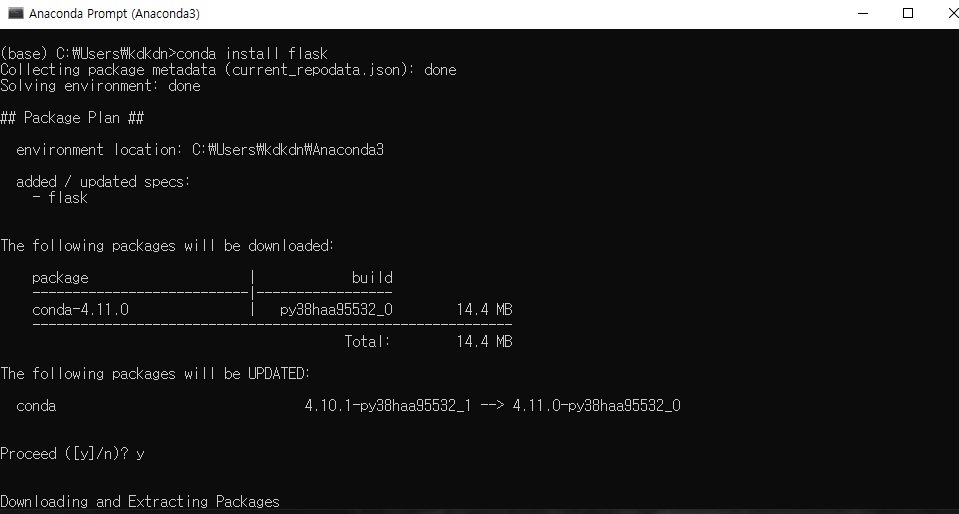 Anaconda Prompt (Anaconda3)
(base) C:₩Users₩kdkdn>conda install flask
Collecting package metadata (current_repodata.json): done
Solving environment: done
## Package Plan ##
environment location: C:₩Users₩kdkdn₩Anaconda3
added / updated specs:
- flask
The following packages will be downloaded:
package | build
---------------------------|-----------------
conda-4.11.0 | py38haa95532_0 14.4 MB
------------------------------------------------------------
Total: 14.4 MB
The following packages will be UPDATED:
conda 4.10.1-py38haa95532_1 --> 4.11.0-py38haa95532_0
Proceed ([y]/n)? y
Downloading and Extracting Packages